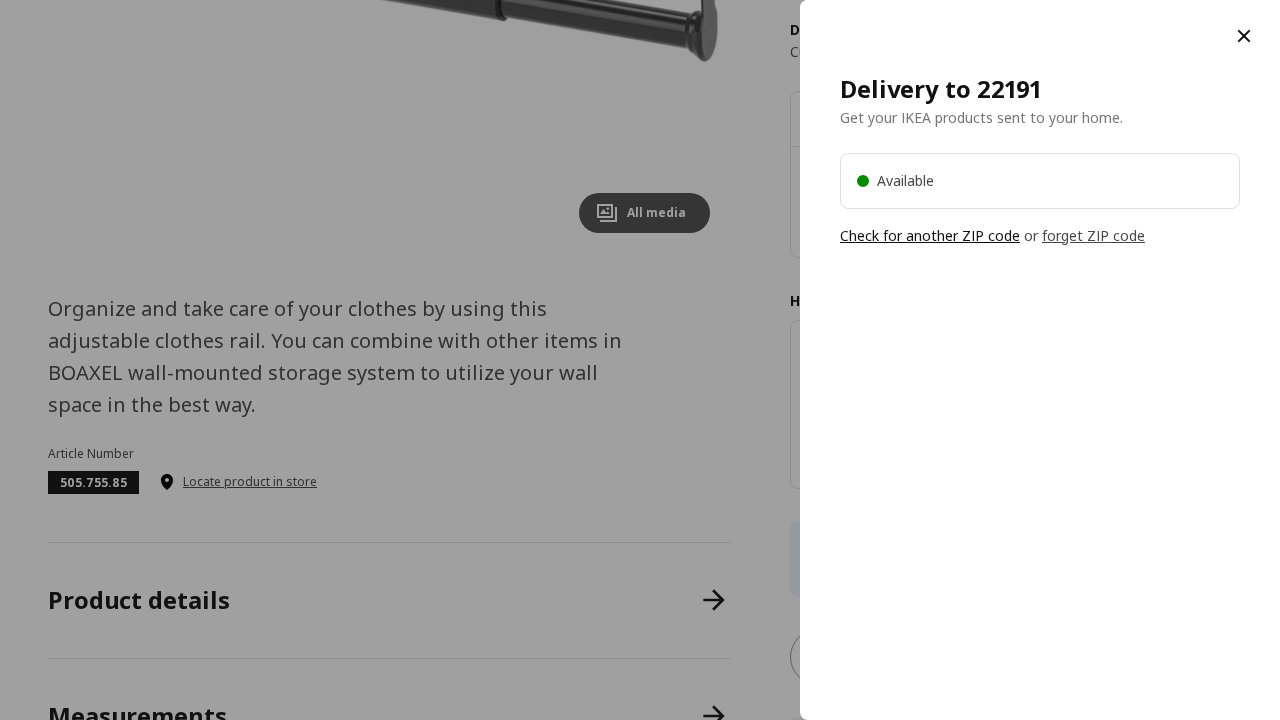 All media
Organize and take care of your clothes by using this
adjustable clothes rail. You can combine with other items in
BOAXEL wall-mounted storage system to utilize your wall
space in the best way.
Article Number
505.755.85
Locate product in store
Product details
Measurements
Delivery to 22191
Get your IKEA products sent to your home.
Available
Check for another ZIP code or forget ZIP code